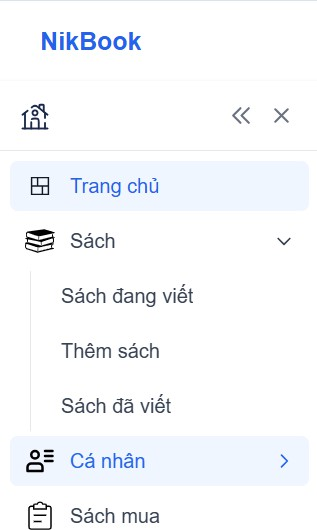 NikBook
Trang chủ
Sách
Sách đang viết
Thêm sách
Sách đã viết
Cá nhân
Sách mua